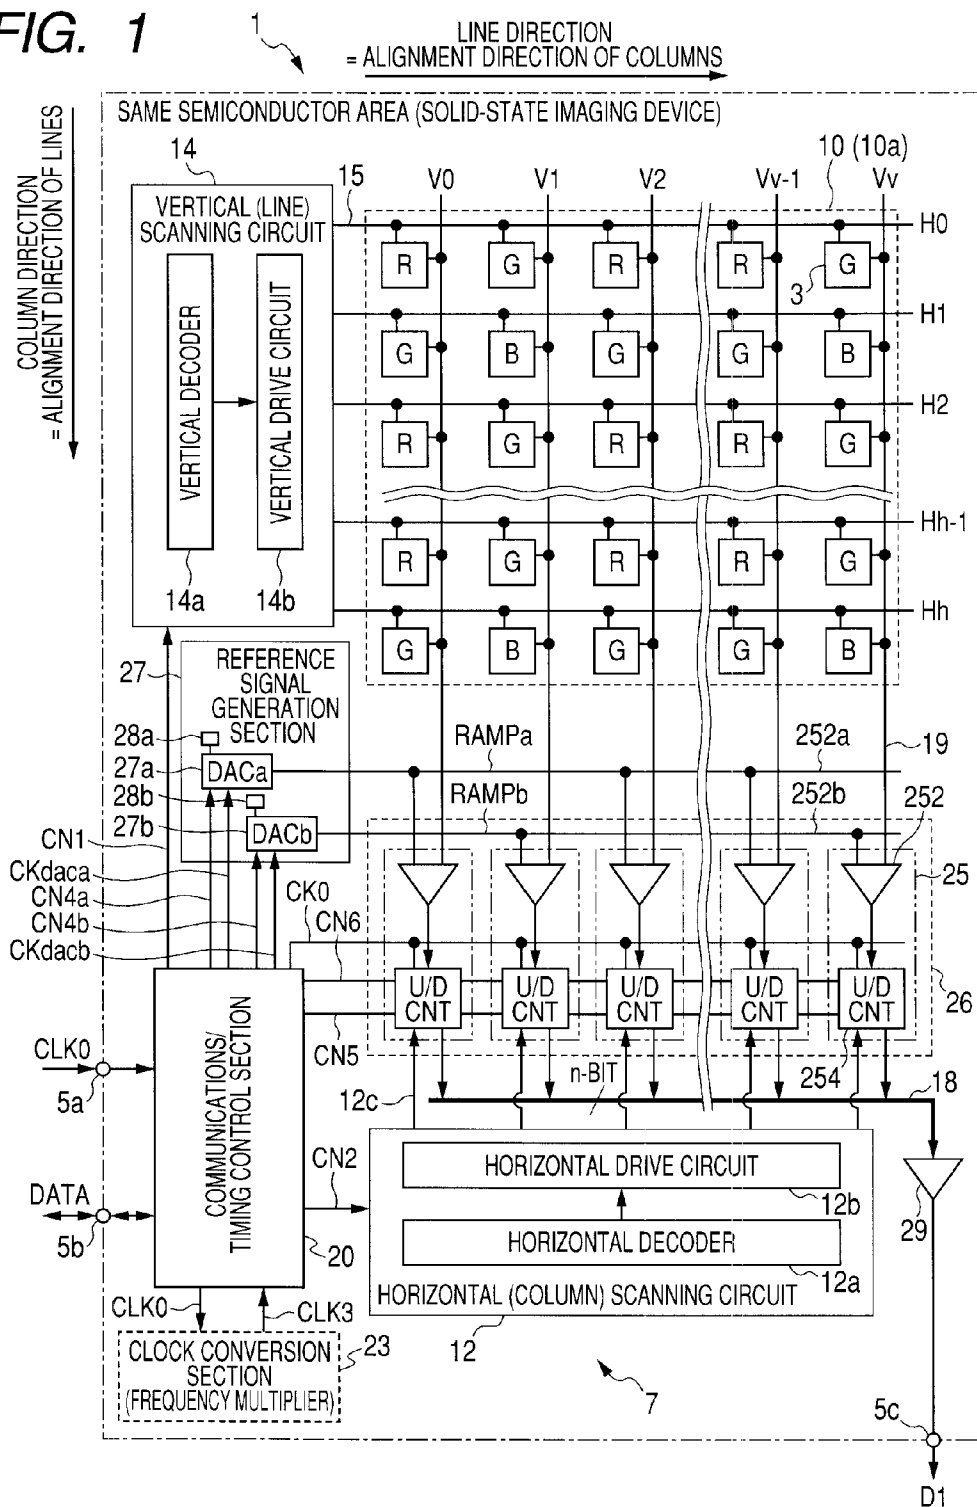 FIG. 1
1
LINE DIRECTION
= ALIGNMENT DIRECTION OF COLUMNS
COLUMN DIRECTION
= ALIGNMENT DIRECTION OF LINES
SAME SEMICONDUCTOR AREA (SOLID-STATE IMAGING DEVICE)
14
15
V0
V1
V2
Vv-1
10 (10a)
Vv
VERTICAL (LINE)
SCANNING CIRCUIT
VERTICAL DECODER
VERTICAL DRIVE CIRCUIT
14a
14b
H0
R G R R G
3
H1
G B G G B
H2
R G R R G
Hh-1
R G R R G
Hh
G B G G B
27
REFERENCE
SIGNAL
GENERATION
SECTION
28a
27a
DACa
28b
27b
DACb
RAMPa
252a
19
RAMPb
252b
252
25
CN1
CKdaca
CN4a
CN4b
CKdacb
CK0
CN6
U/D
CNT
U/D
CNT
U/D
CNT
U/D
CNT
U/D
CNT
26
CN5
254
CLK0
5a
n-BIT
12c
18
COMMUNICATIONS/
TIMING CONTROL SECTION
CN2
HORIZONTAL DRIVE CIRCUIT
12b
29
DATA
5b
20
HORIZONTAL DECODER
12a
HORIZONTAL (COLUMN) SCANNING CIRCUIT
12
CLK0
CLK3
CLOCK CONVERSION
SECTION
(FREQUENCY MULTIPLIER)
23
7
5c
D1